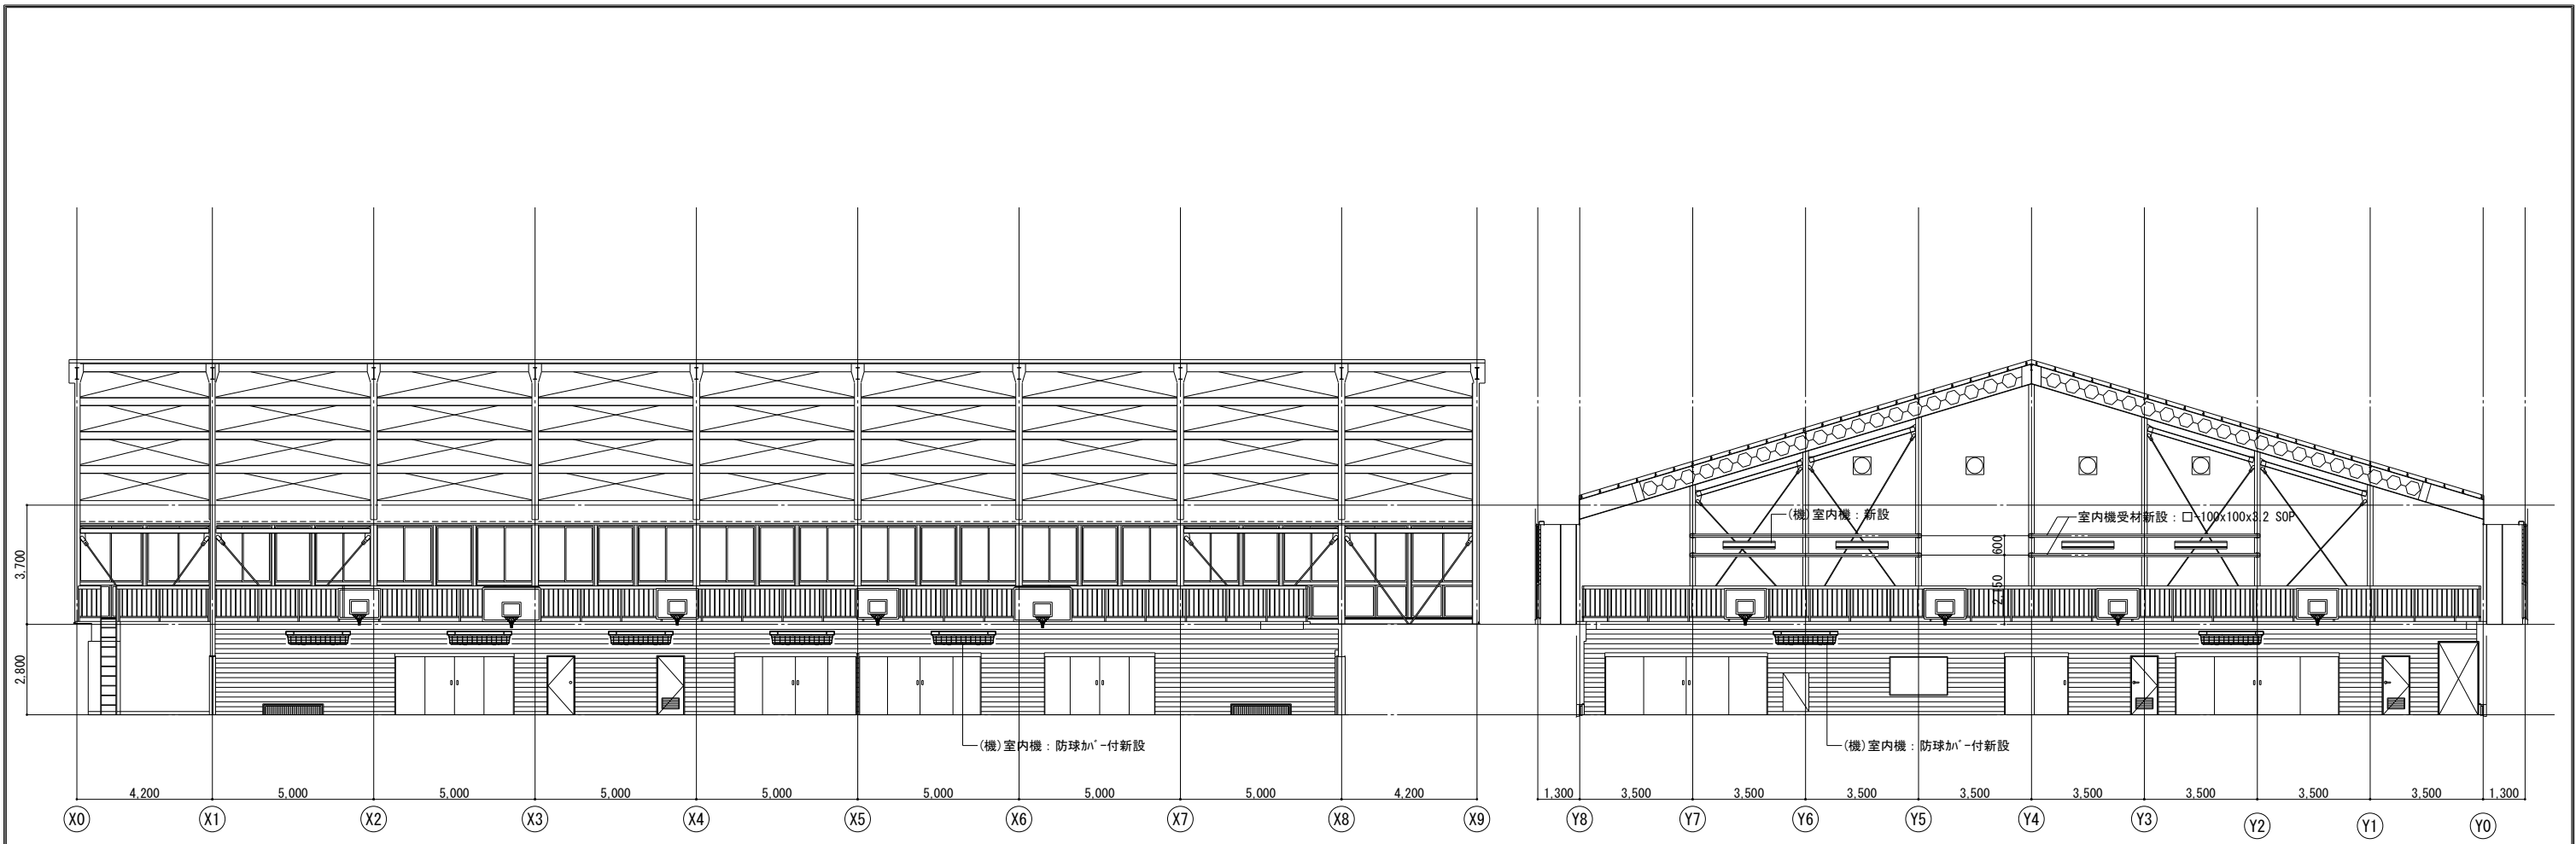 (機)室内機：新設
室内機受材新設：□-100x100x3.2 SOP
600
2,150
3,700
2,800
(機)室内機：防球ｶﾊﾞｰ付新設
(機)室内機：防球ｶﾊﾞｰ付新設
4,200 5,000 5,000 5,000 5,000 5,000 5,000 5,000 4,200
1,300 3,500 3,500 3,500 3,500 3,500 3,500 3,500 3,500 1,300
X0 X1 X2 X3 X4 X5 X6 X7 X8 X9
Y8 Y7 Y6 Y5 Y4 Y3 Y2 Y1 Y0